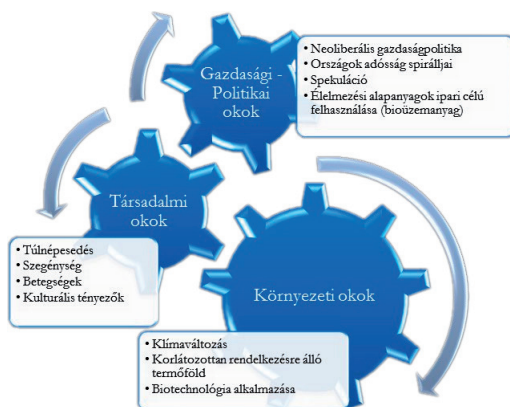 Gazdasági -
Politikai
okok
• Neoliberális gazdaságpolitika
• Országok adósság spirálljai
• Spekuláció
• Élelmezési alapanyagok ipari célú
felhasználása (bioüzemanyag)
Társadalmi
okok
• Túlnépesedés
• Szegénység
• Betegségek
• Kulturális tényezők
Környezeti okok
• Klímaváltozás
• Korlátozottan rendelkezésre álló
termőföld
• Biotechnológia alkalmazása